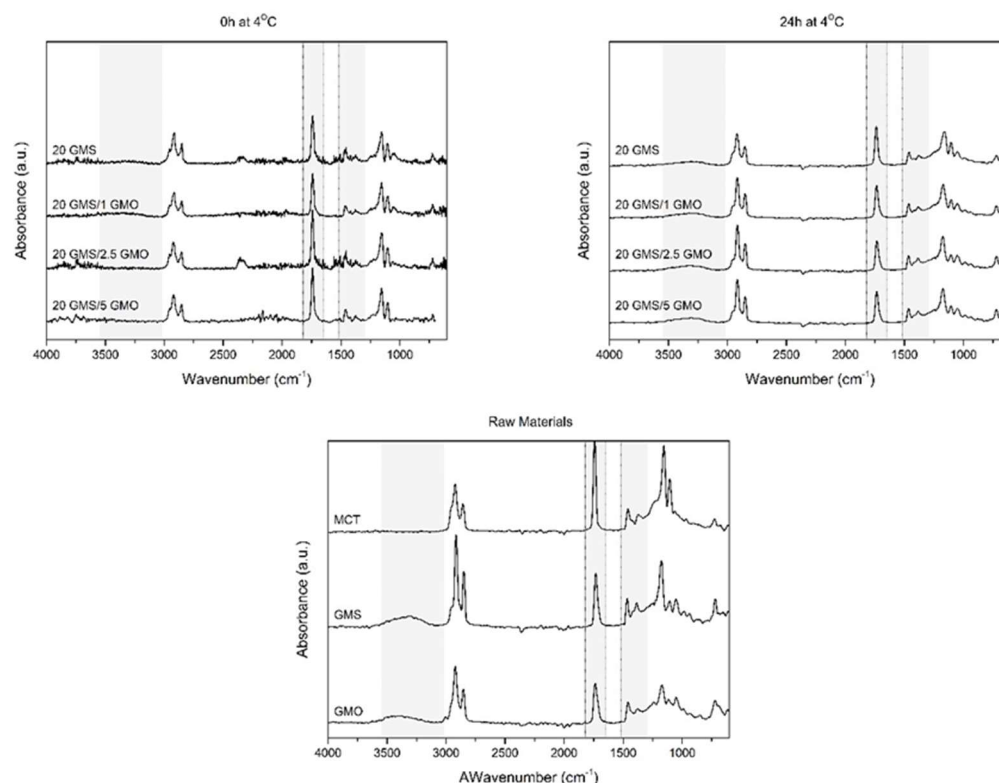 0h at 4°C
Absorbance (a.u.)
20 GMS
20 GMS/1 GMO
20 GMS/2.5 GMO
20 GMS/5 GMO
4000 3500 3000 2500 2000 1500 1000
Wavenumber (cm⁻¹)
24h at 4°C
Absorbance (a.u.)
20 GMS
20 GMS/1 GMO
20 GMS/2.5 GMO
20 GMS/5 GMO
4000 3500 3000 2500 2000 1500 1000
Wavenumber (cm⁻¹)
Raw Materials
Absorbance (a.u.)
MCT
GMS
GMO
4000 3500 3000 2500 2000 1500 1000
AWavenumber (cm⁻¹)